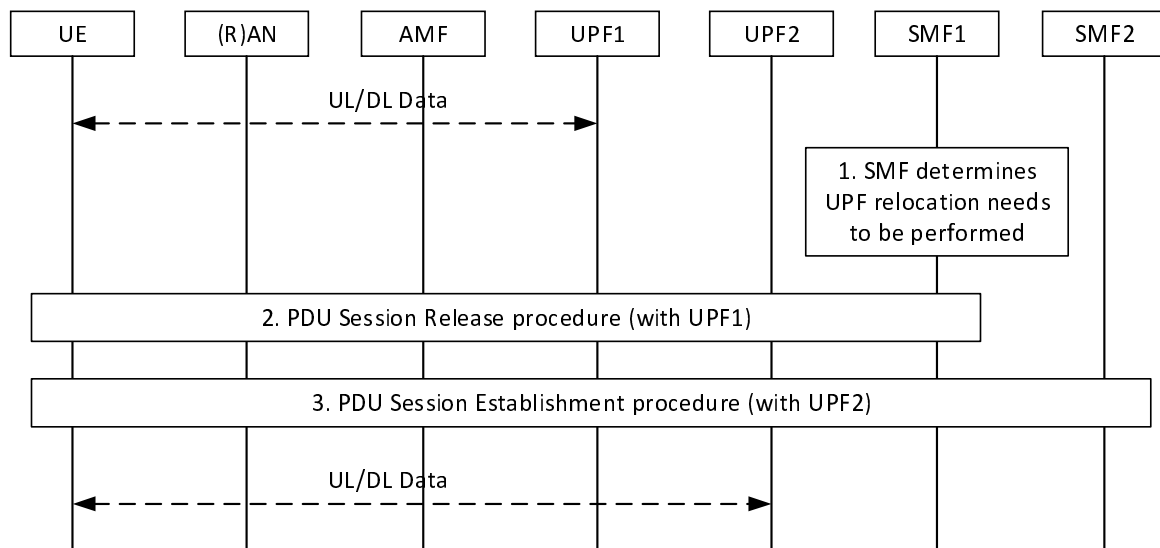 UE
(R)AN
AMF
UPF1
UPF2
SMF1
SMF2
UL/DL Data
1. SMF determines
UPF relocation needs
to be performed
2. PDU Session Release procedure (with UPF1)
3. PDU Session Establishment procedure (with UPF2)
UL/DL Data